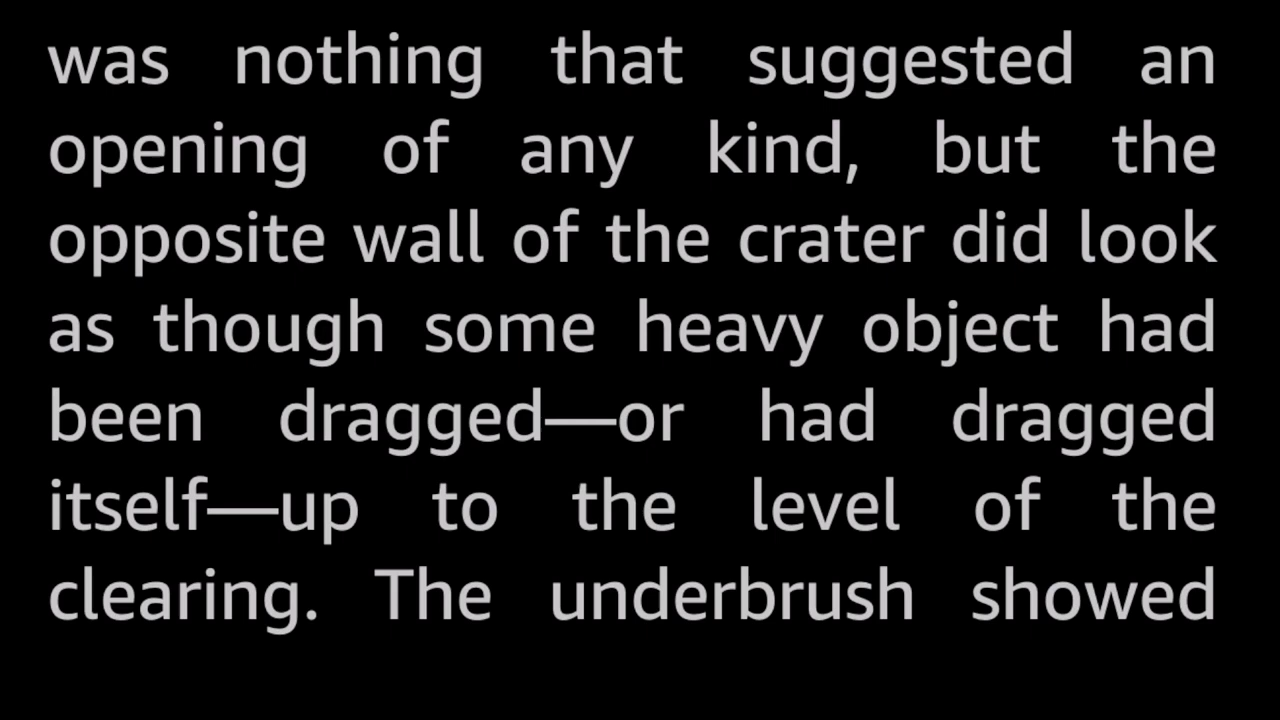 was nothing that suggested an
opening of any kind, but the
opposite wall of the crater did look
as though some heavy object had
been dragged—or had dragged
itself—up to the level of the
clearing. The underbrush showed